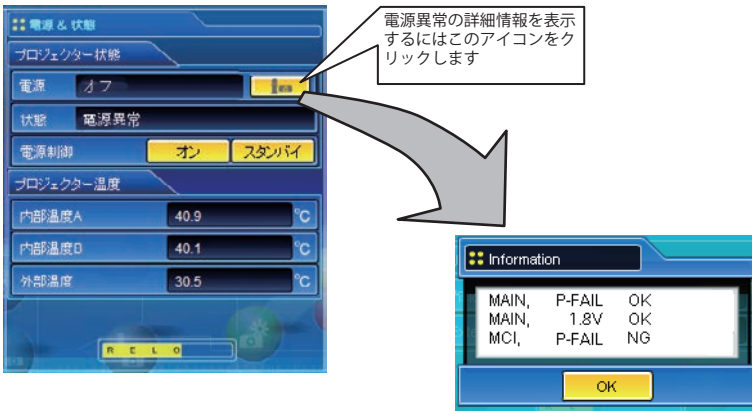 電源 & 状態
プロジェクター状態
電源 オフ
状態 電源異常
電源制御 オン スタンバイ
プロジェクター温度
内部温度A 40.9 °C
内部温度B 40.1 °C
外部温度 30.5 °C
電源異常の詳細情報を表示
するにはこのアイコンをク
リックします
Information
MAIN, P-FAIL OK
MAIN, 1.8V OK
MCI, P-FAIL NG
OK